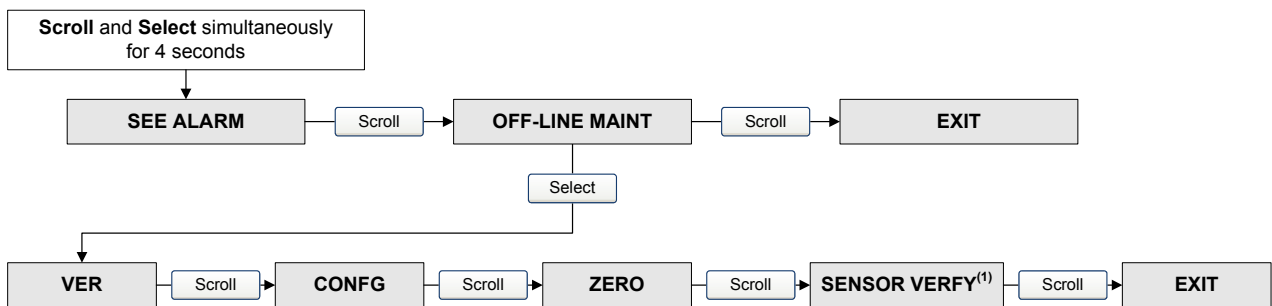 Scroll and Select simultaneously
for 4 seconds
SEE ALARM
Scroll
OFF-LINE MAINT
Scroll
EXIT
Select
VER
Scroll
CONFG
Scroll
ZERO
Scroll
SENSOR VERFY(1)
Scroll
EXIT